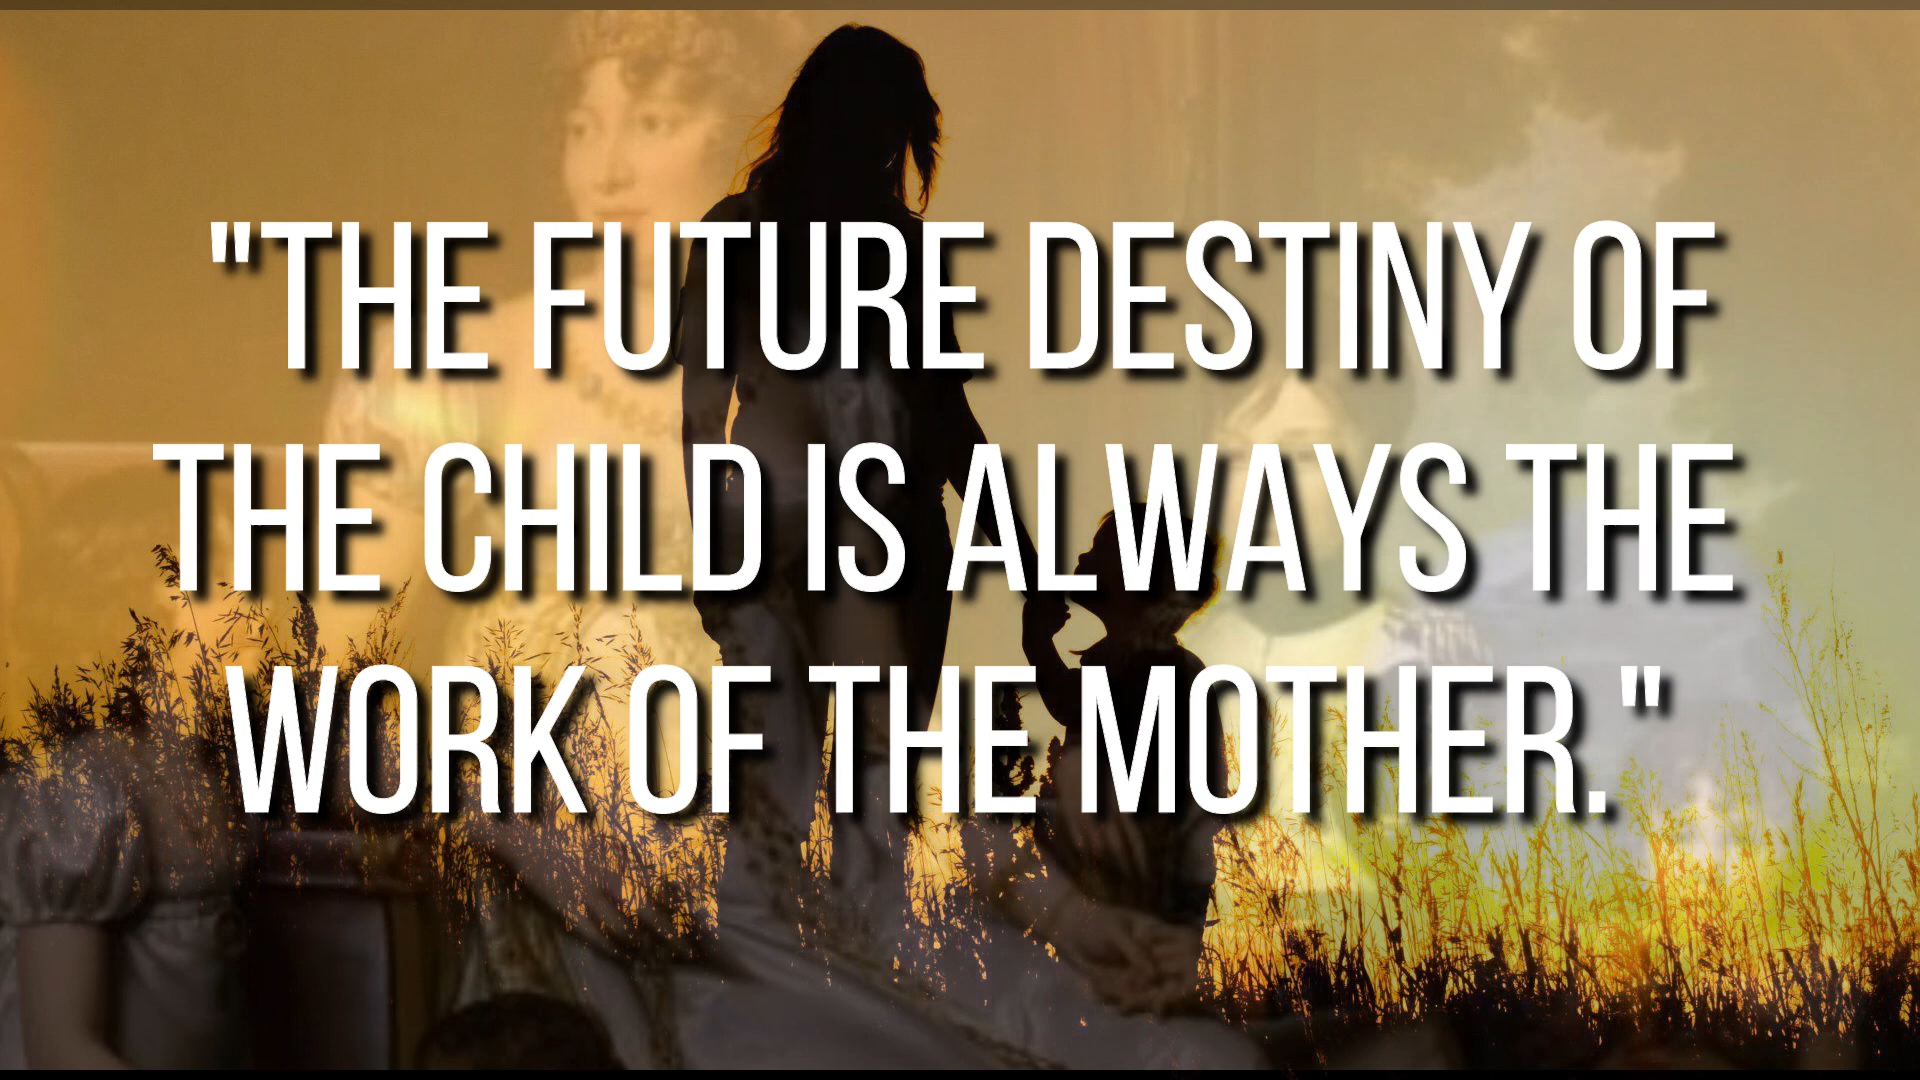 "THE FUTURE DESTINY OF
THE CHILD IS ALWAYS THE
WORK OF THE MOTHER."